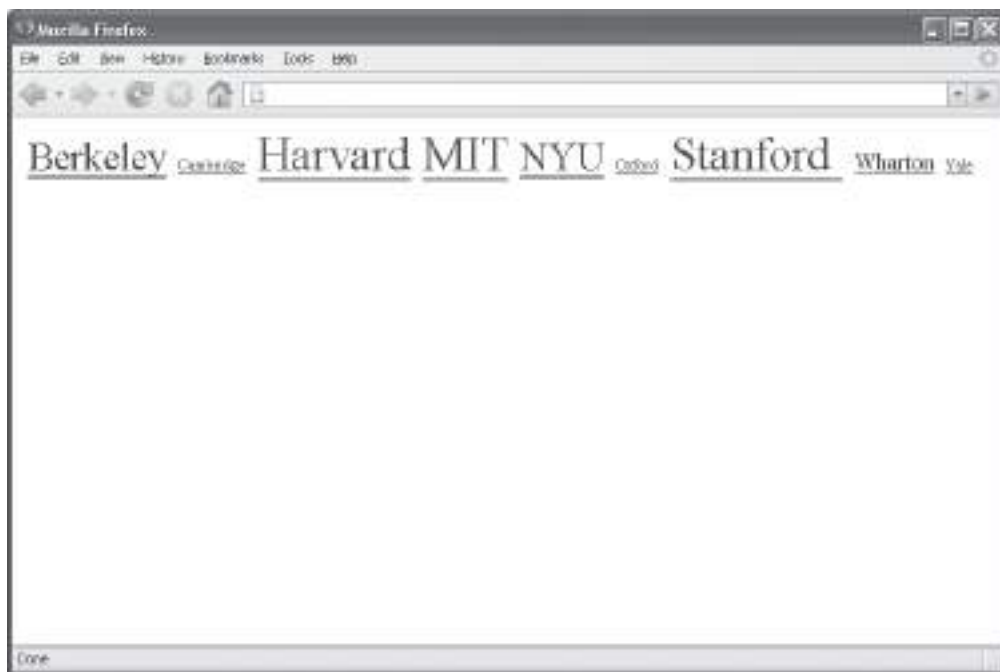 Mozilla Firefox
File Edit View History Bookmarks Tools Help
Berkeley Cambridge Harvard MIT NYU Oxford Stanford Wharton Yale
Done